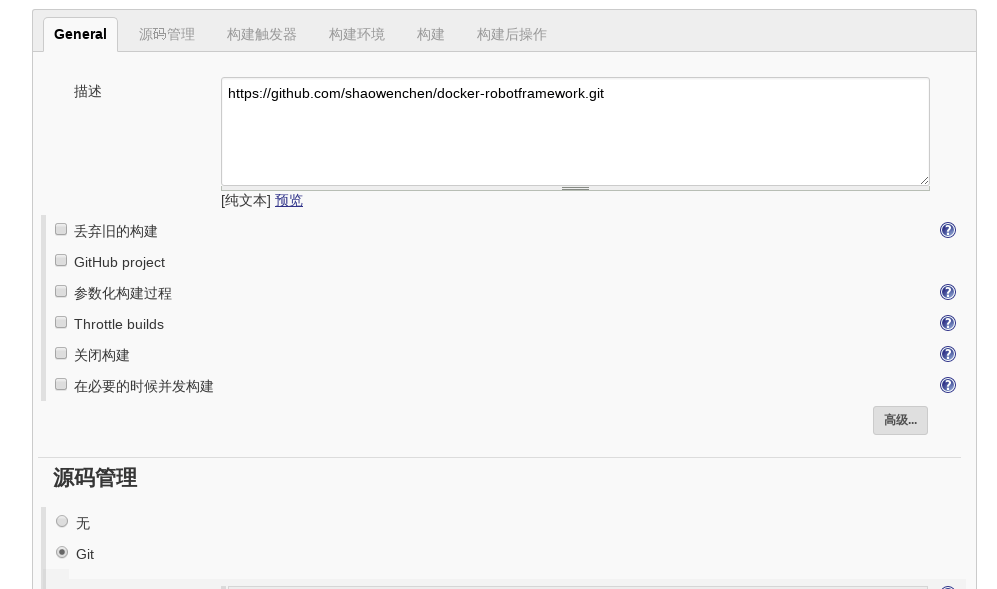 General 源码管理 构建触发器 构建环境 构建 构建后操作
描述
https://github.com/shaowenchen/docker-robotframework.git
[纯文本] 预览
丢弃旧的构建
GitHub project
参数化构建过程
Throttle builds
关闭构建
在必要的时候并发构建
高级...
源码管理
无
Git